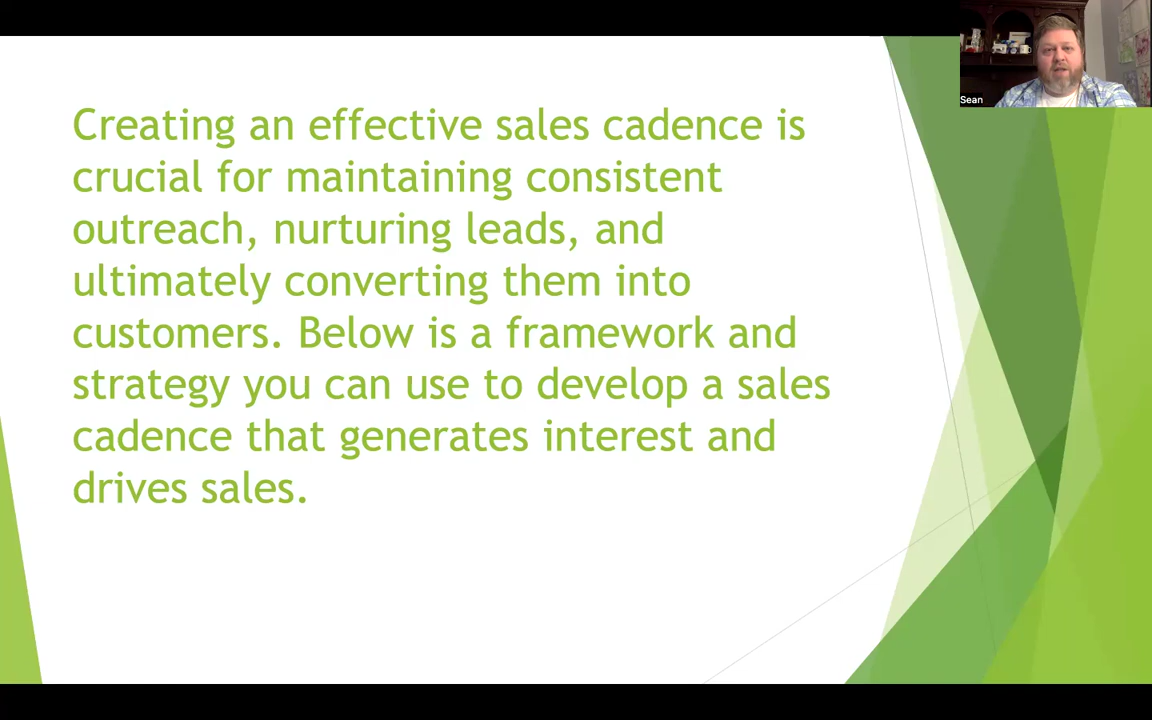 Creating an effective sales cadence is
crucial for maintaining consistent
outreach, nurturing leads, and
ultimately converting them into
customers. Below is a framework and
strategy you can use to develop a sales
cadence that generates interest and
drives sales.
Sean